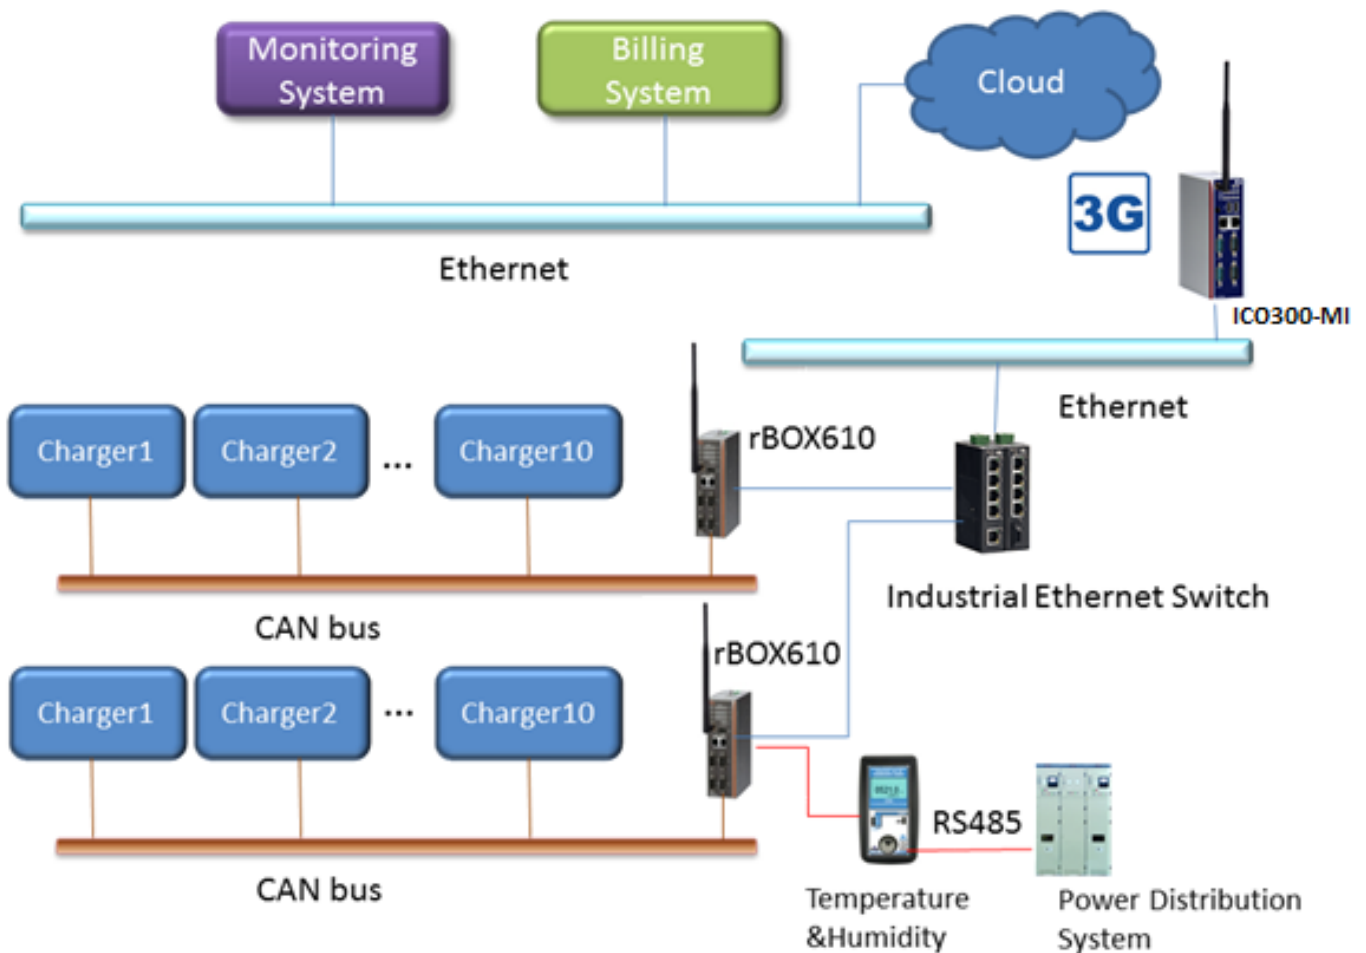 Monitoring
System
Billing
System
Cloud
3G
Ethernet
ICO300-MI
Ethernet
Charger1
Charger2
...
Charger10
rBOX610
Industrial Ethernet Switch
CAN bus
rBOX610
Charger1
Charger2
...
Charger10
RS485
CAN bus
Temperature
&Humidity
Power Distribution
System